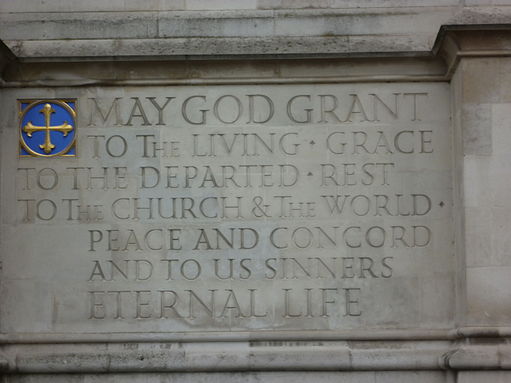 MAY GOD GRANT
TO THE LIVING · GRACE
TO THE DEPARTED · REST
TO THE CHURCH & THE WORLD ·
PEACE AND CONCORD
AND TO US SINNERS
ETERNAL LIFE